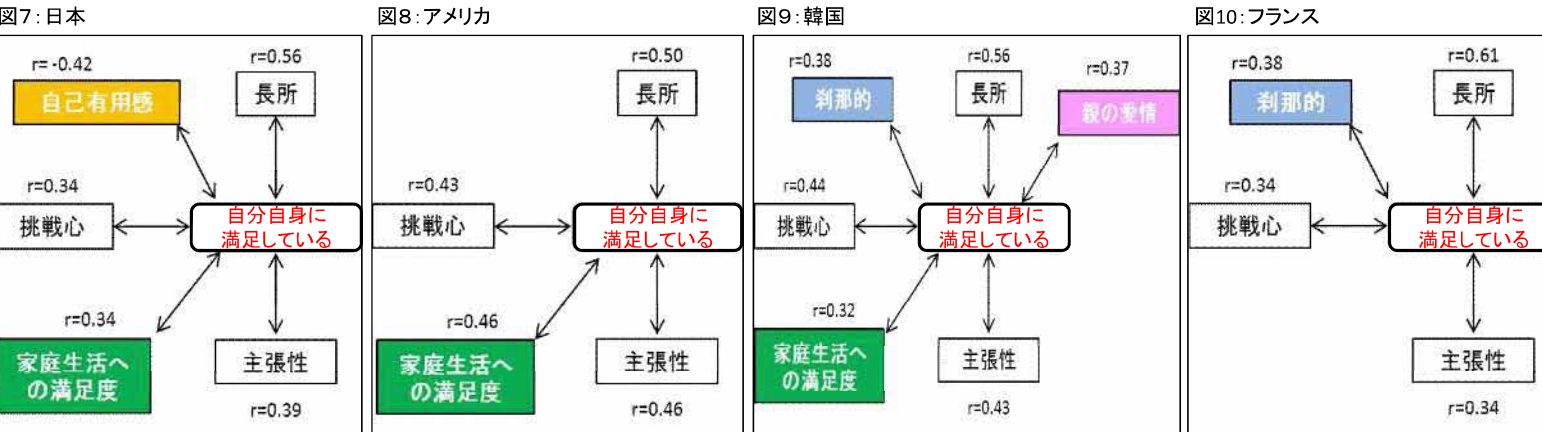 図7：日本
r= -0.42
自己有用感
r=0.56
長所
r=0.34
挑戦心
自分自身に
満足している
r=0.34
家庭生活へ
の満足度
主張性
r=0.39
図8：アメリカ
r=0.50
長所
r=0.43
挑戦心
自分自身に
満足している
r=0.46
家庭生活へ
の満足度
主張性
r=0.46
図9：韓国
r=0.38
刹那的
r=0.56
長所
r=0.37
親の愛情
r=0.44
挑戦心
自分自身に
満足している
r=0.32
家庭生活へ
の満足度
主張性
r=0.43
図10：フランス
r=0.38
刹那的
r=0.61
長所
r=0.34
挑戦心
自分自身に
満足している
主張性
r=0.34